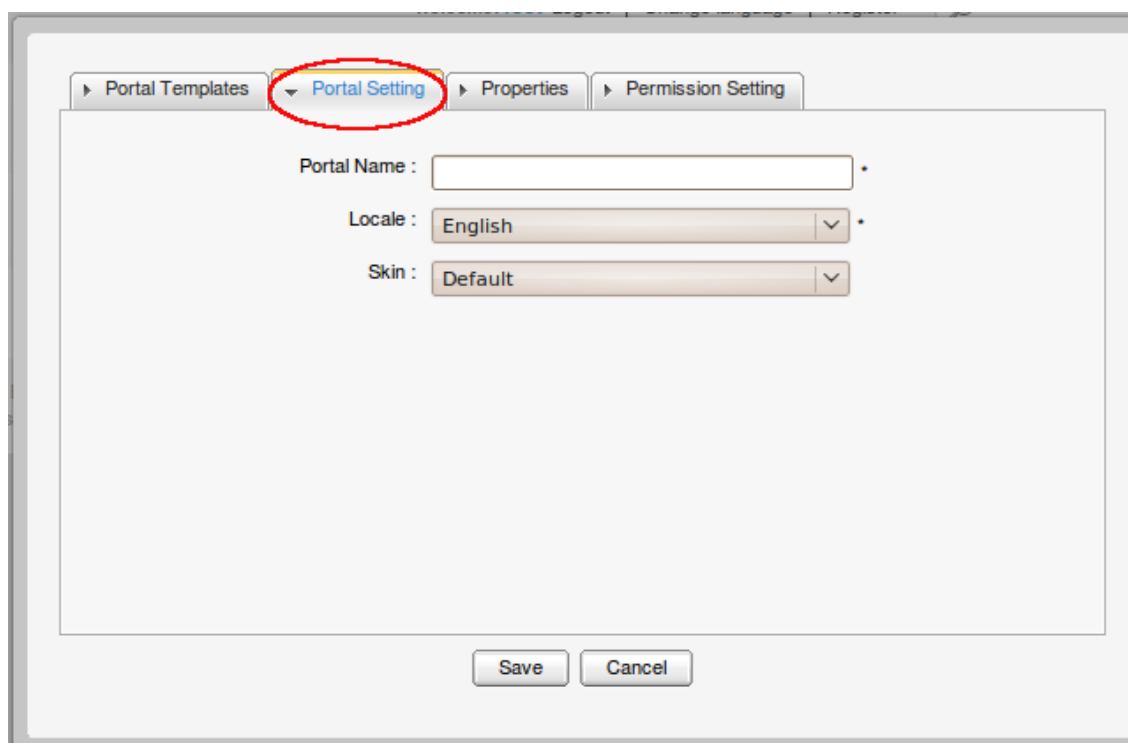 Portal Templates Portal Setting Properties Permission Setting
Portal Name : *
Locale : English *
Skin : Default
Save Cancel